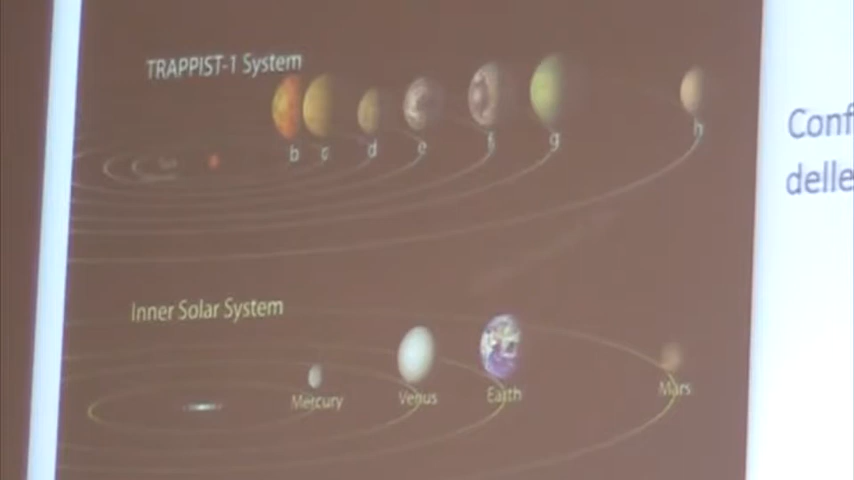 TRAPPIST-1 System
b c d e f g h
Inner Solar System
Mercury Venus Earth Mars
Conf
delle